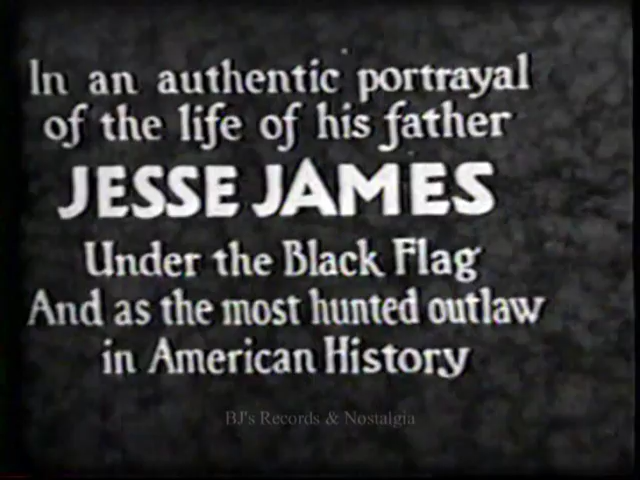 In an authentic portrayal
of the life of his father
JESSE JAMES
Under the Black Flag
And as the most hunted outlaw
in American History
BJ's Records & Nostalgia